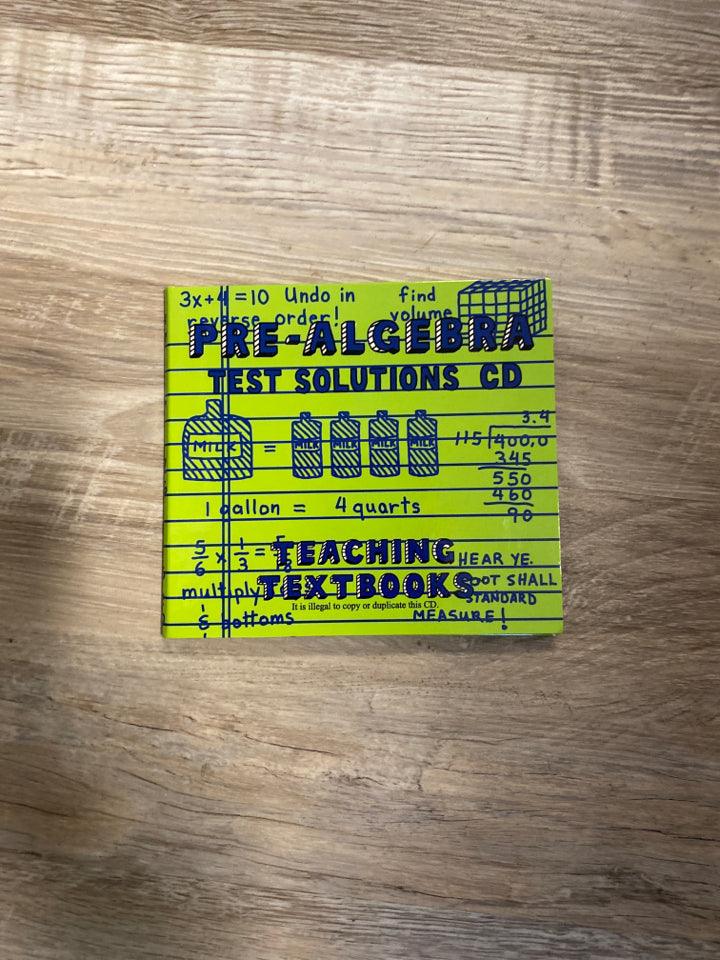 3x+4 = 10 Undo in
reverse order!
find
volume
PRE-ALGEBRA
TEST SOLUTIONS CD
MILK = MILK MILK MILK MILK
1 gallon = 4 quarts
3.4
115 400,0
345
550
460
90
5/6 x 1/3 = 5
multiply
& bottoms
TEACHING
TEXTBOOKS
It is illegal to copy or duplicate this CD.
HEAR YE.
SHALL
STANDARD
MEASURE!